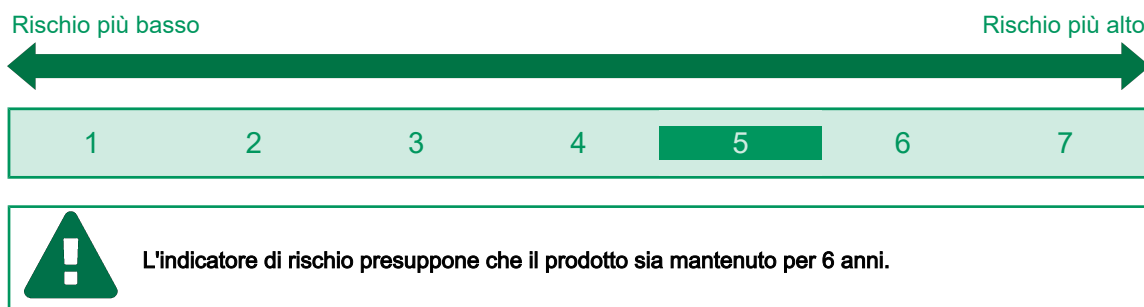 Rischio più basso Rischio più alto
1 2 3 4 5 6 7
L'indicatore di rischio presuppone che il prodotto sia mantenuto per 6 anni.